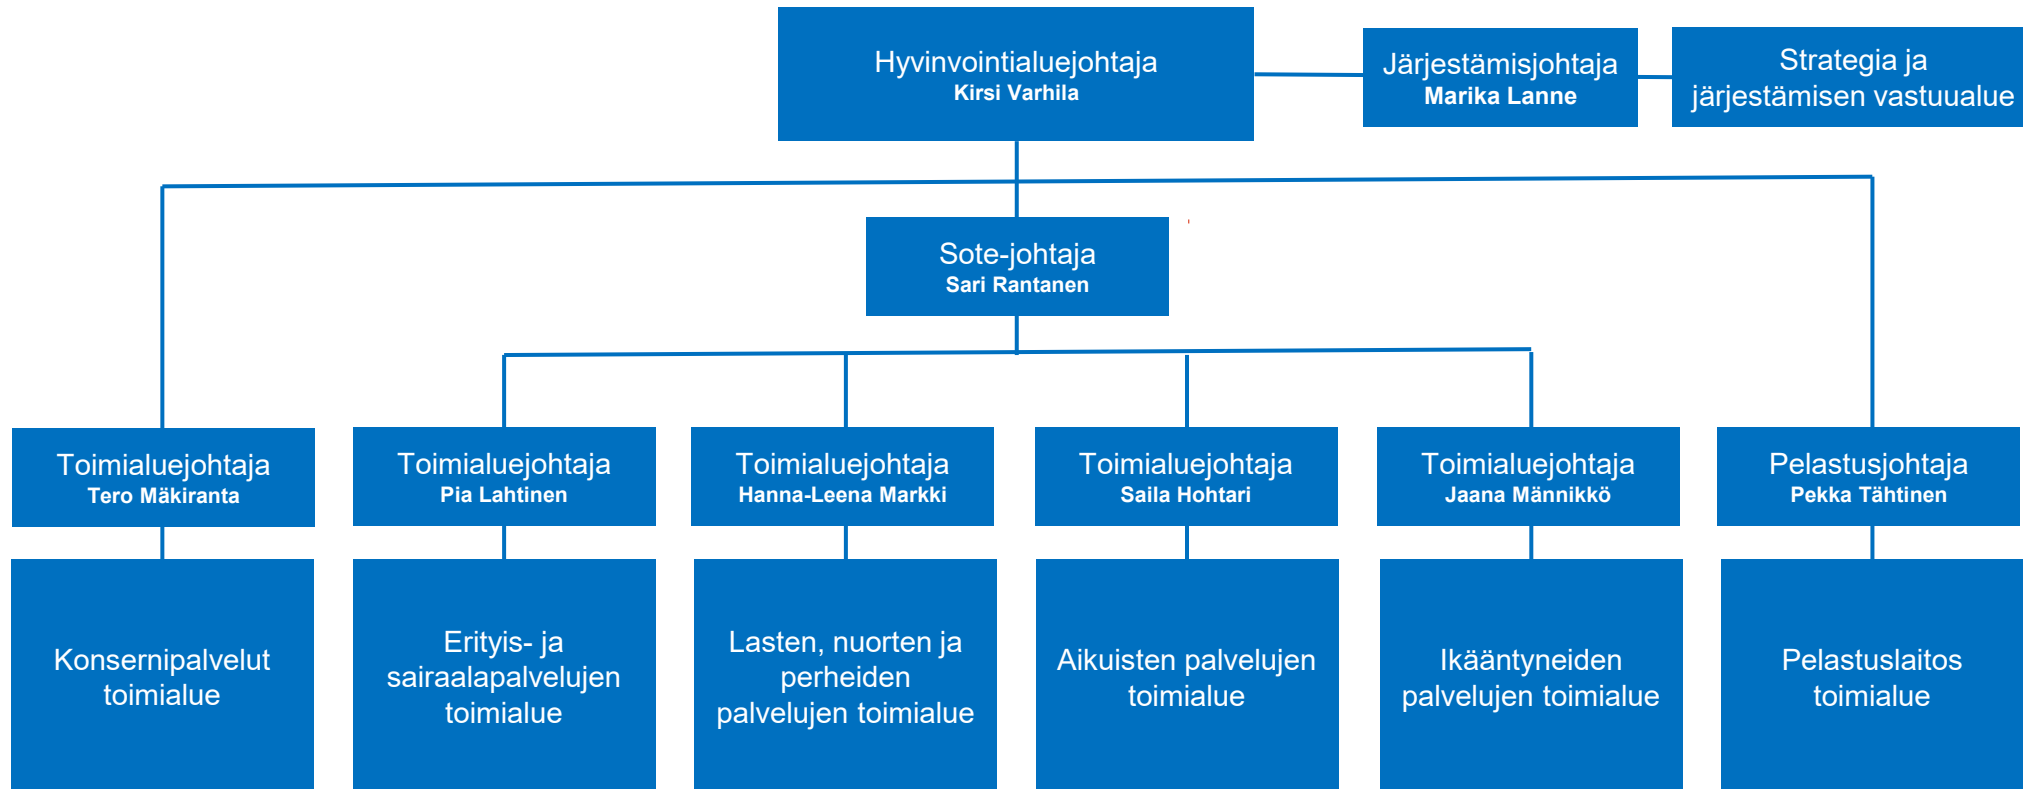 Hyvinvointialuejohtaja
Kirsi Varhila
Järjestämisjohtaja
Marika Lanne
Strategia ja
järjestämisen vastuualue
Sote-johtaja
Sari Rantanen
Toimialuejohtaja
Tero Mäkiranta
Toimialuejohtaja
Pia Lahtinen
Toimialuejohtaja
Hanna-Leena Markki
Toimialuejohtaja
Saila Hohtari
Toimialuejohtaja
Jaana Männikkö
Pelastusjohtaja
Pekka Tähtinen
Konsernipalvelut
toimialue
Erityis- ja
sairaalapalvelujen
toimialue
Lasten, nuorten ja
perheiden
palvelujen toimialue
Aikuisten palvelujen
toimialue
Ikääntyneiden
palvelujen toimialue
Pelastuslaitos
toimialue